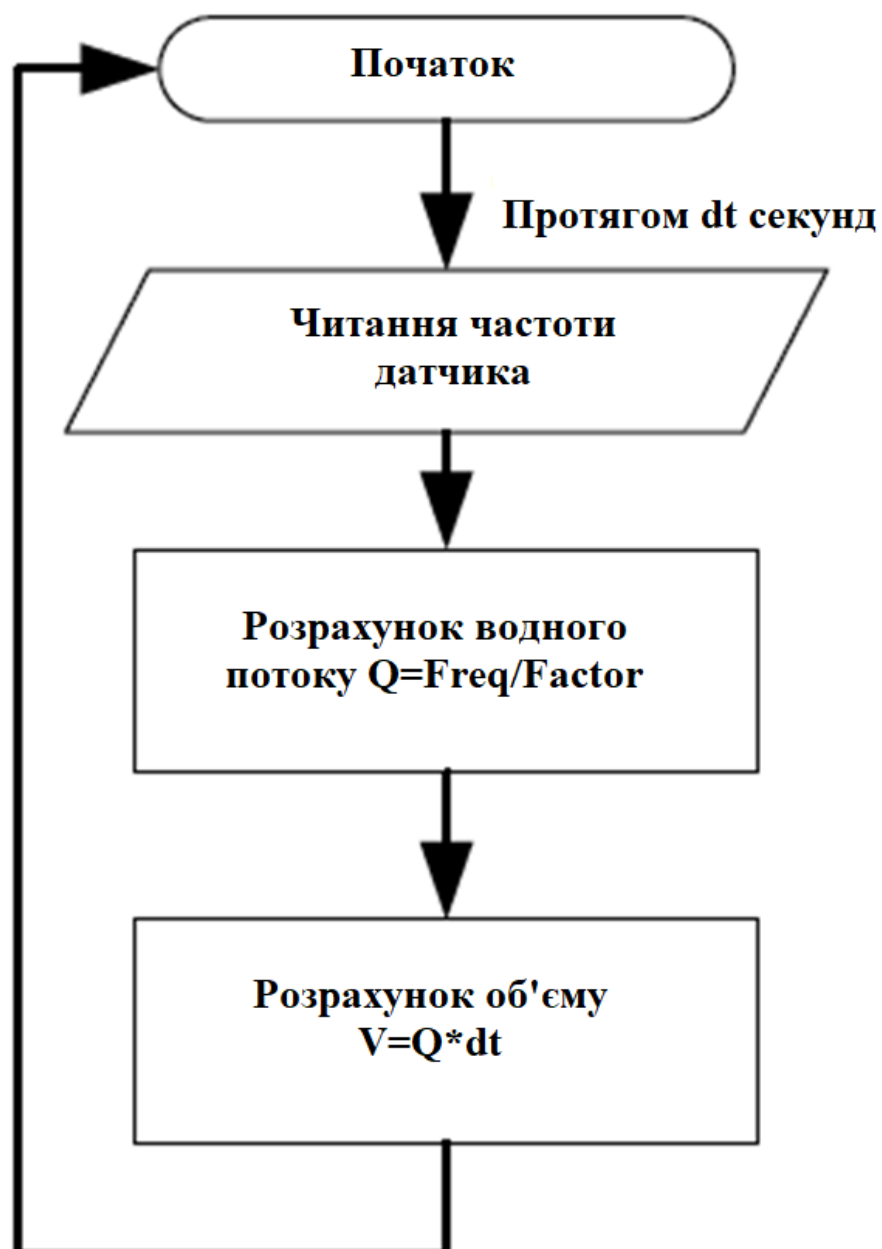 Початок
Протягом dt секунд
Читання частоти
датчика
Розрахунок водного
потоку Q=Freq/Factor
Розрахунок об'єму
V=Q*dt